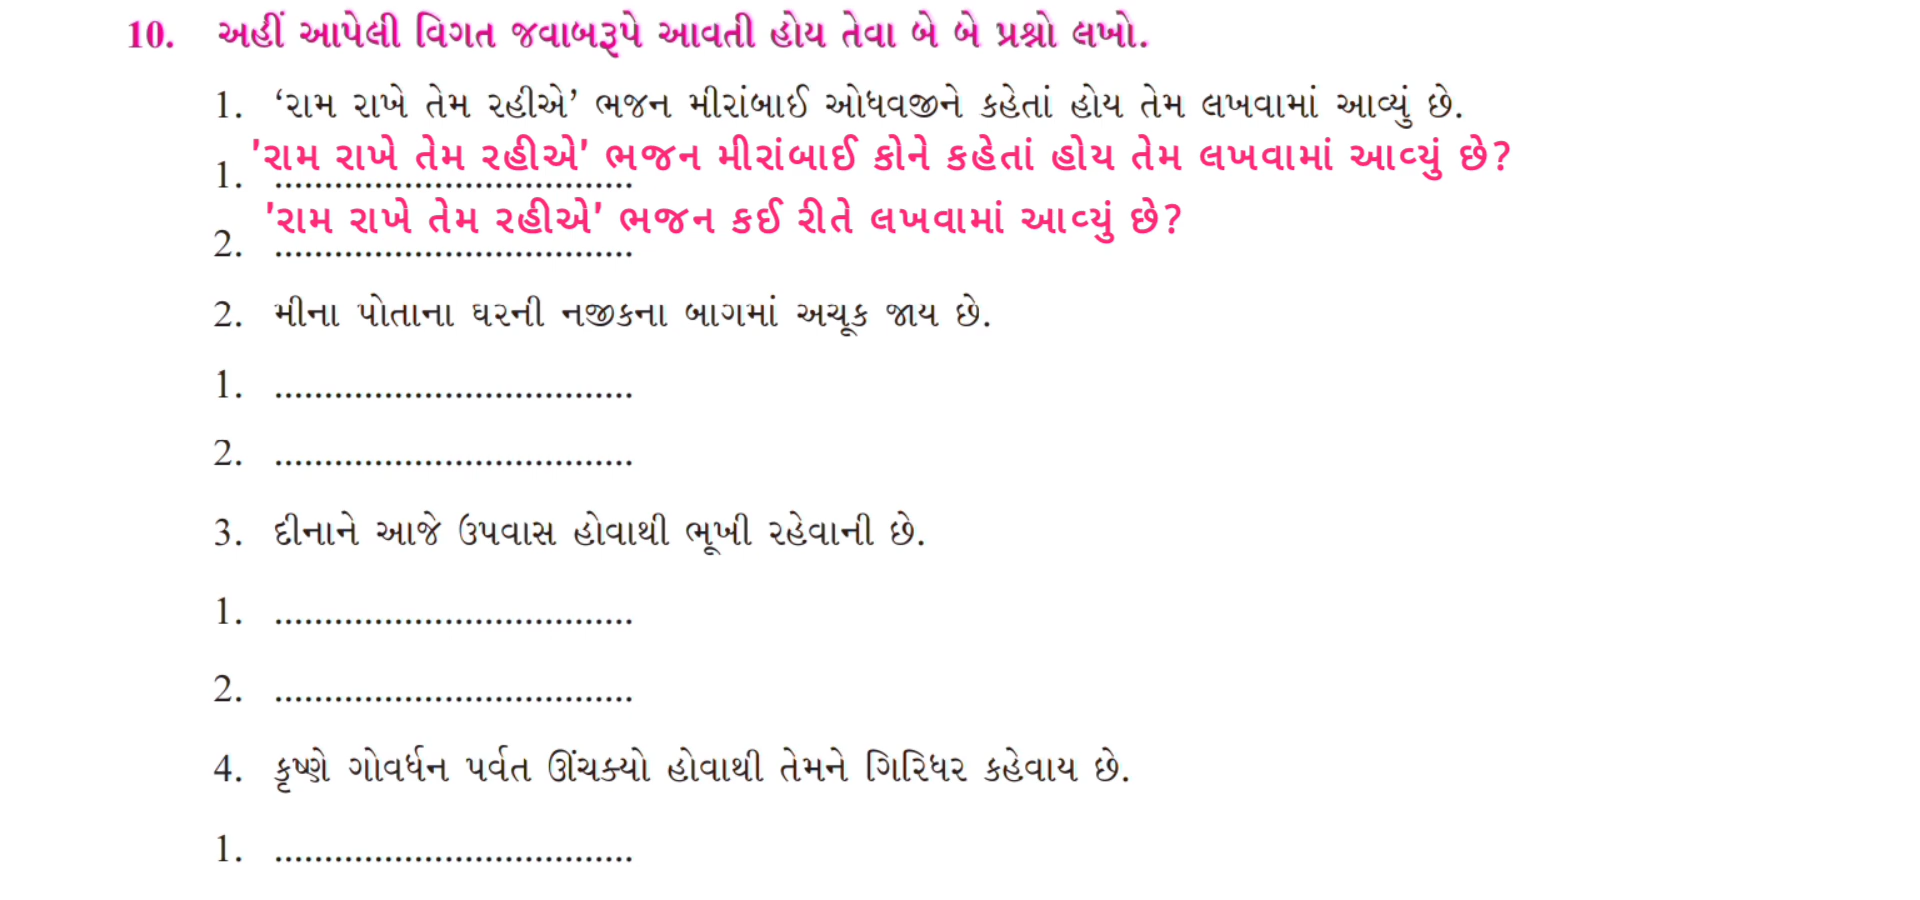 10. અહીં આપેલી વિગત જવાબરૂપે આવતી હોય તેવા બે બે પ્રશ્નો લખો.
1. ‘રામ રાખે તેમ રહીએ’ ભજન મીરાંબાઈ ઓધવજીને કહેતાં હોય તેમ લખવામાં આવ્યું છે.
'રામ રાખે તેમ રહીએ' ભજન મીરાંબાઈ કોને કહેતાં હોય તેમ લખવામાં આવ્યું છે?
1. ....................................
'રામ રાખે તેમ રહીએ' ભજન કઈ રીતે લખવામાં આવ્યું છે?
2. ....................................
2. મીના પોતાના ઘરની નજીકના બાગમાં અચૂક જાય છે.
1. ....................................
2. ....................................
3. દીનાને આજે ઉપવાસ હોવાથી ભૂખી રહેવાની છે.
1. ....................................
2. ....................................
4. કૃષ્ણે ગોવર્ધન પર્વત ઊંચક્યો હોવાથી તેમને ગિરિધર કહેવાય છે.
1. ....................................